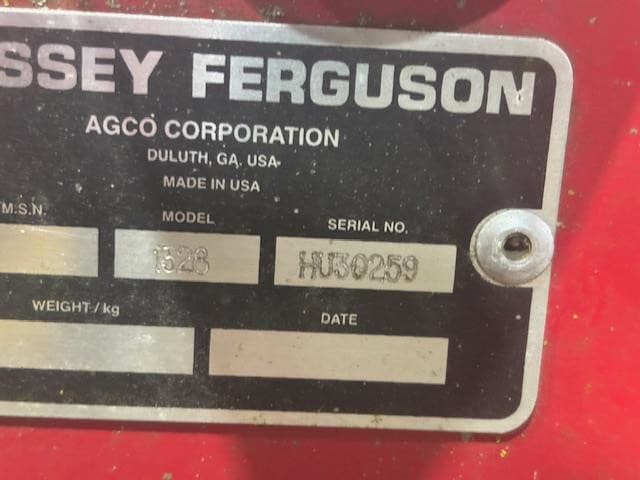 SSEY FERGUSON
AGCO CORPORATION
DULUTH, GA. USA
MADE IN USA
M.S.N. MODEL SERIAL NO.
1528 HU30259
WEIGHT/kg DATE